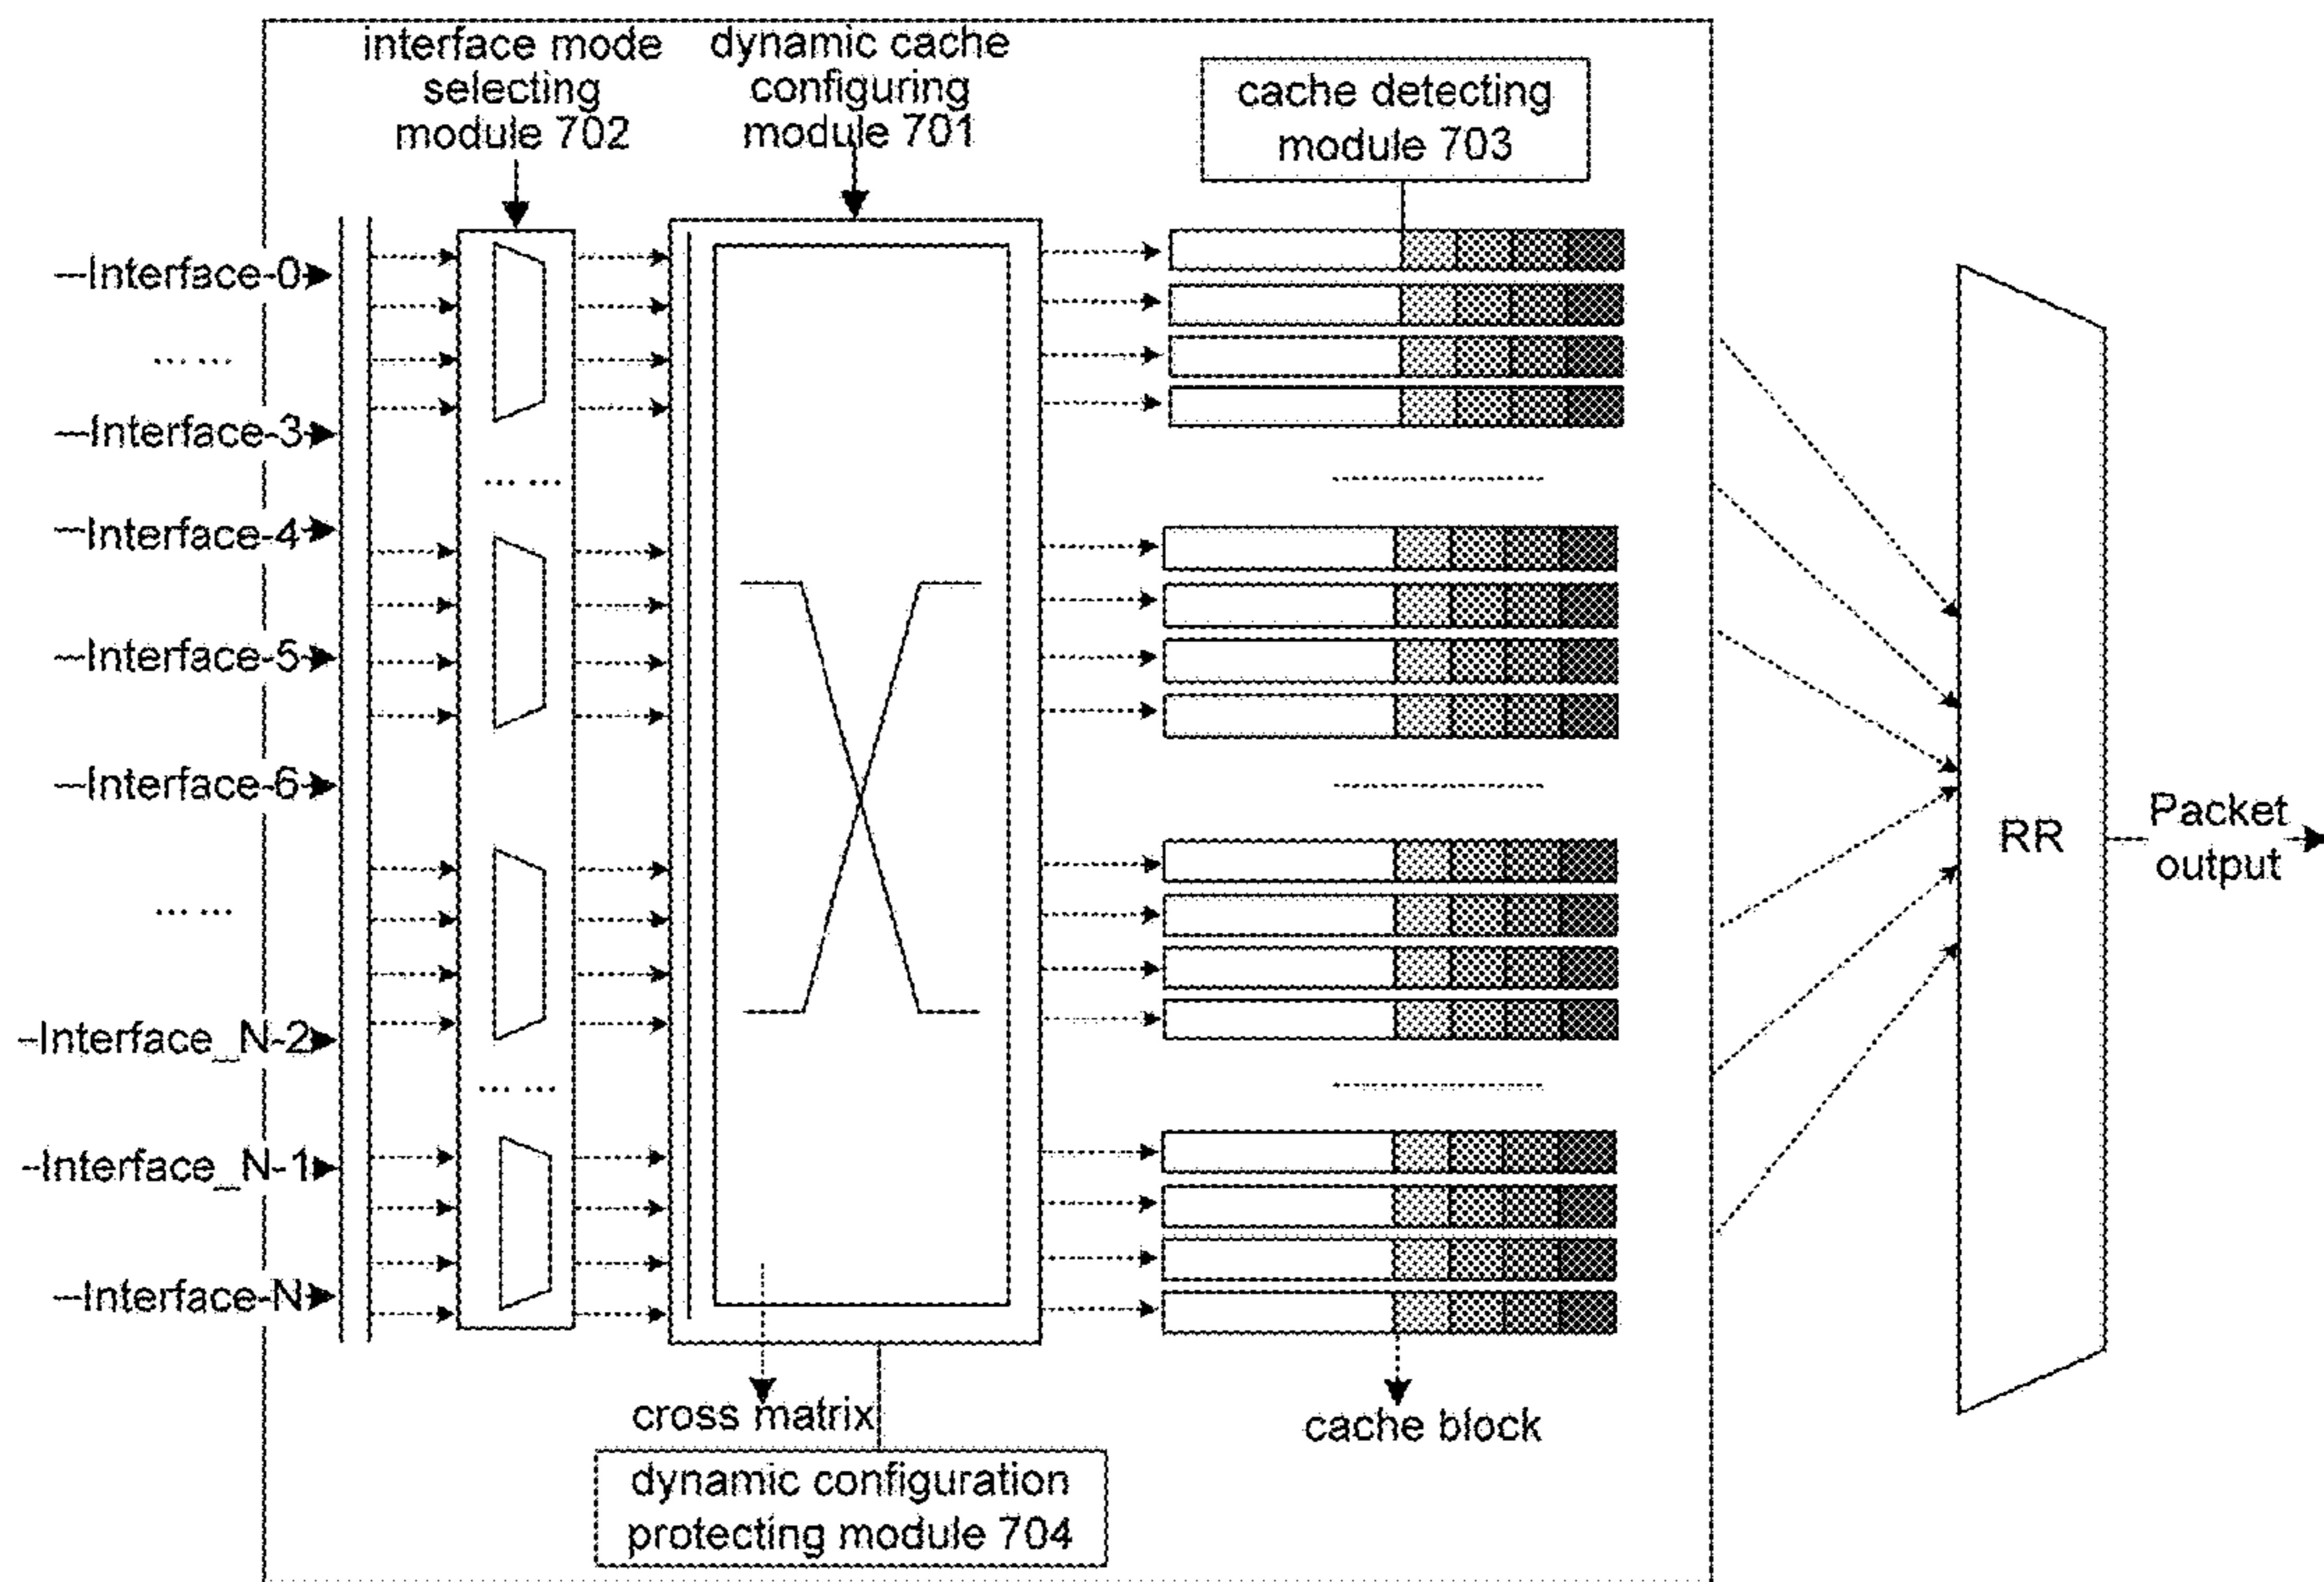 interface mode
selecting
module 702
dynamic cache
configuring
module 701
cache detecting
module 703
Interface-0
... ...
Interface-3
... ...
Interface-4
Interface-5
Interface-6
... ...
Interface_N-2
... ...
Interface_N-1
Interface-N
RR
Packet
output
cross matrix
cache block
dynamic configuration
protecting module 704